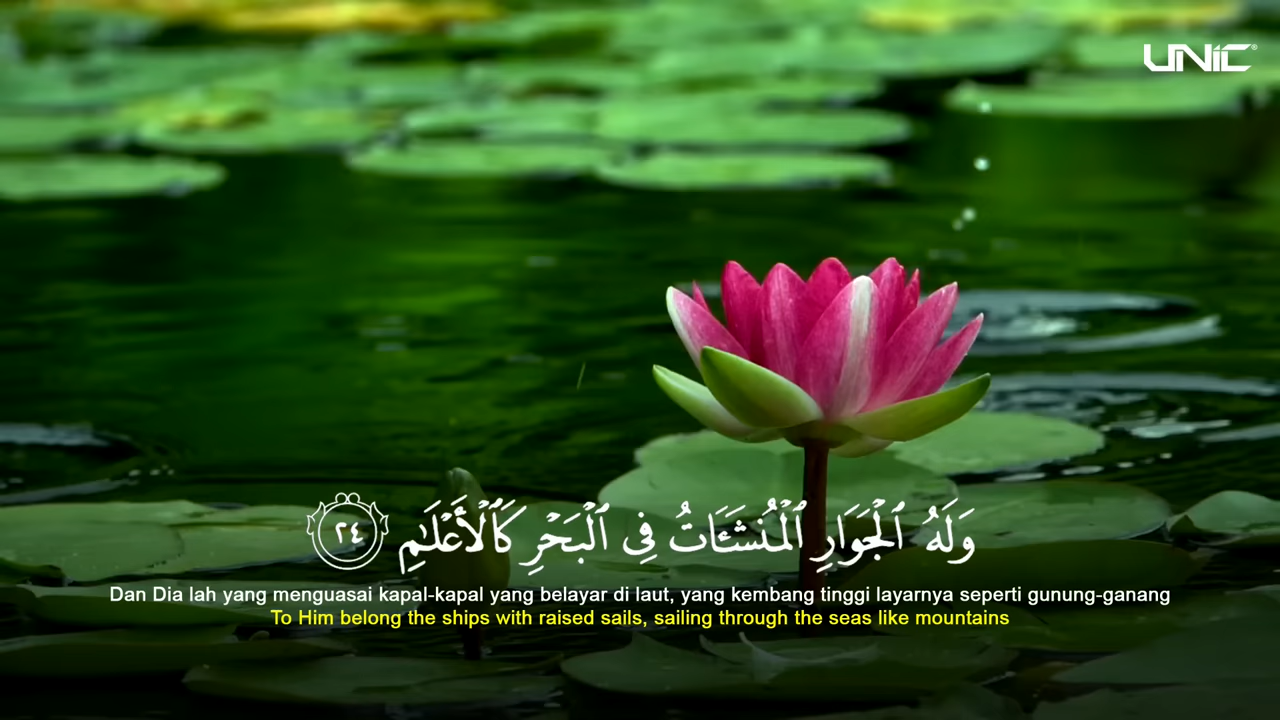 UNIC
وَلَهُ ٱلْجَوَارِ ٱلْمُنشَـَٔاتُ فِى ٱلْبَحْرِ كَٱلْأَعْلَـٰمِ ٢٤
Dan Dia lah yang menguasai kapal-kapal yang belayar di laut, yang kembang tinggi layarnya seperti gunung-ganang
To Him belong the ships with raised sails, sailing through the seas like mountains